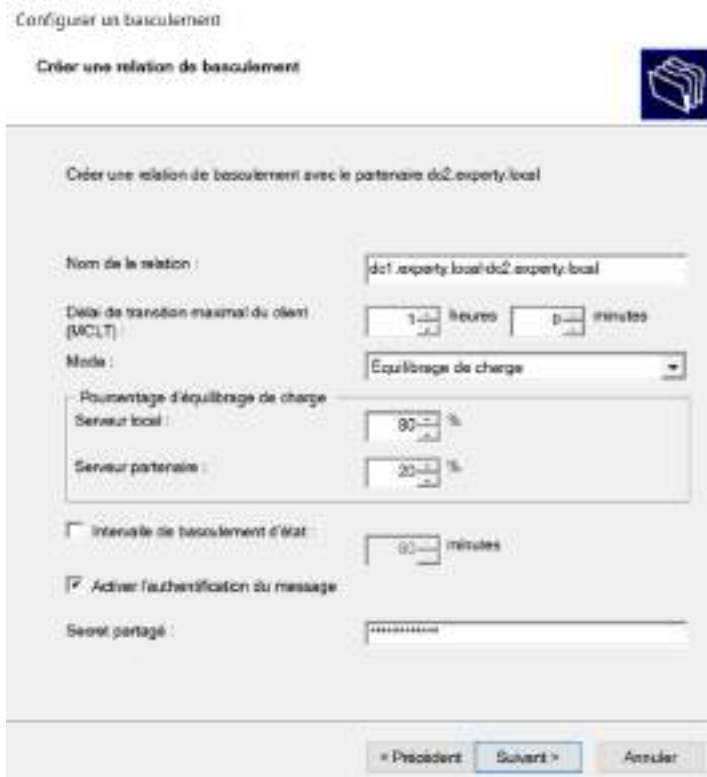 Configurer un basculement
Créer une relation de basculement
Créer une relation de basculement avec le partenaire dc2.experty.local
Nom de la relation :
dc1.experty.local-dc2.experty.local
Délai de transition maximal du client
(MCLT) :
1 heures 0 minutes
Mode :
Équilibrage de charge
Pourcentage d'équilibrage de charge
Serveur local :
80 %
Serveur partenaire :
20 %
Intervalle de basculement d'état :
60 minutes
Activer l'authentification du message
Secret partagé :
************
< Précédent Suivant > Annuler